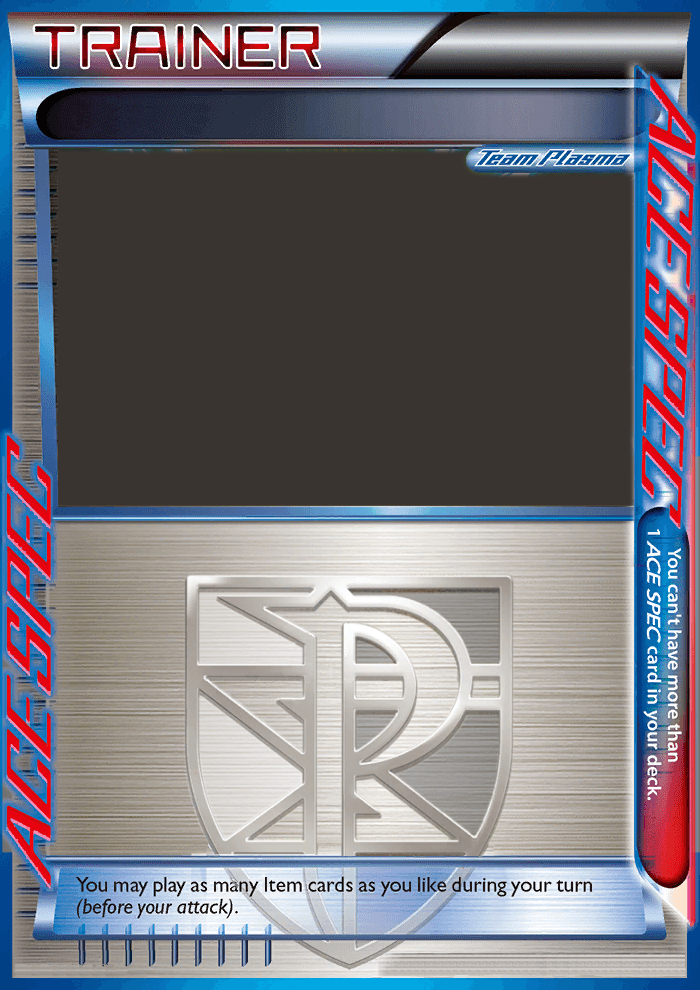 TRAINER
Team Plasma
ACE SPEC
ACE SPEC
You can't have more than
1 ACE SPEC card in your deck.
You may play as many Item cards as you like during your turn
(before your attack).